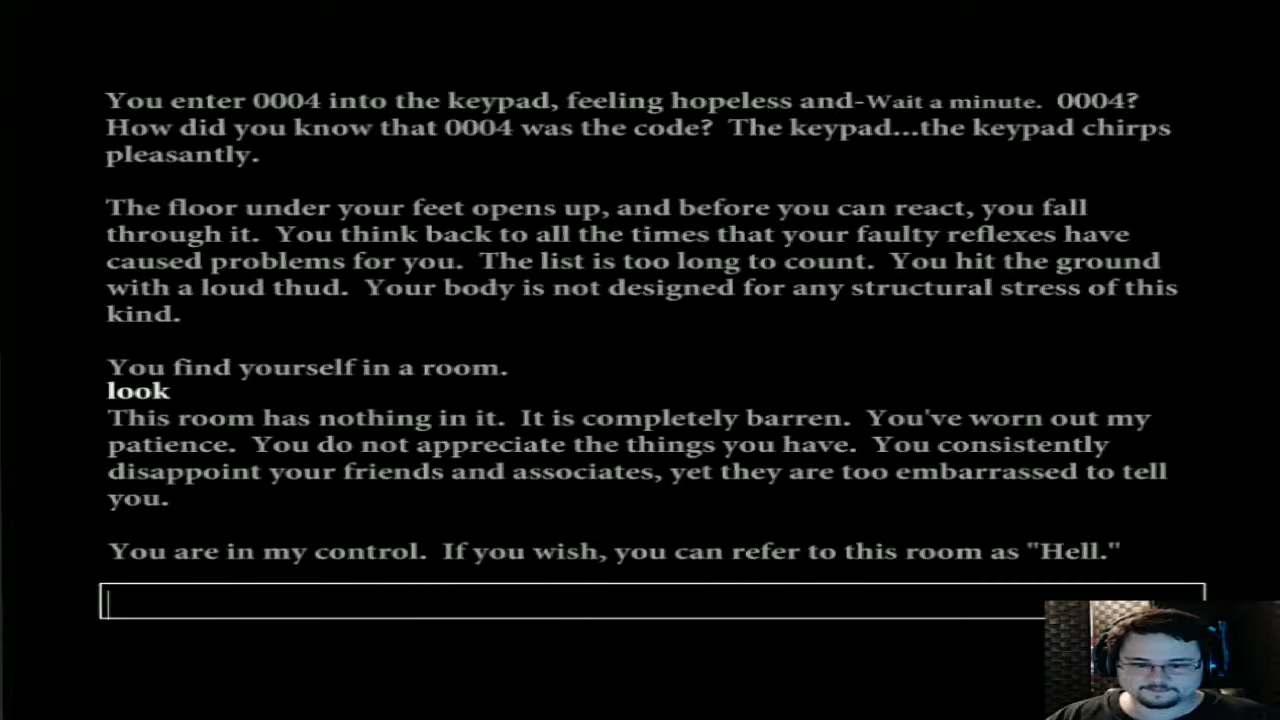 You enter 0004 into the keypad, feeling hopeless and-Wait a minute.  0004?
How did you know that 0004 was the code?  The keypad...the keypad chirps
pleasantly.
The floor under your feet opens up, and before you can react, you fall
through it.  You think back to all the times that your faulty reflexes have
caused problems for you.  The list is too long to count.  You hit the ground
with a loud thud.  Your body is not designed for any structural stress of this
kind.
You find yourself in a room.
look
This room has nothing in it.  It is completely barren.  You've worn out my
patience.  You do not appreciate the things you have.  You consistently
disappoint your friends and associates, yet they are too embarrassed to tell
you.
You are in my control.  If you wish, you can refer to this room as "Hell."